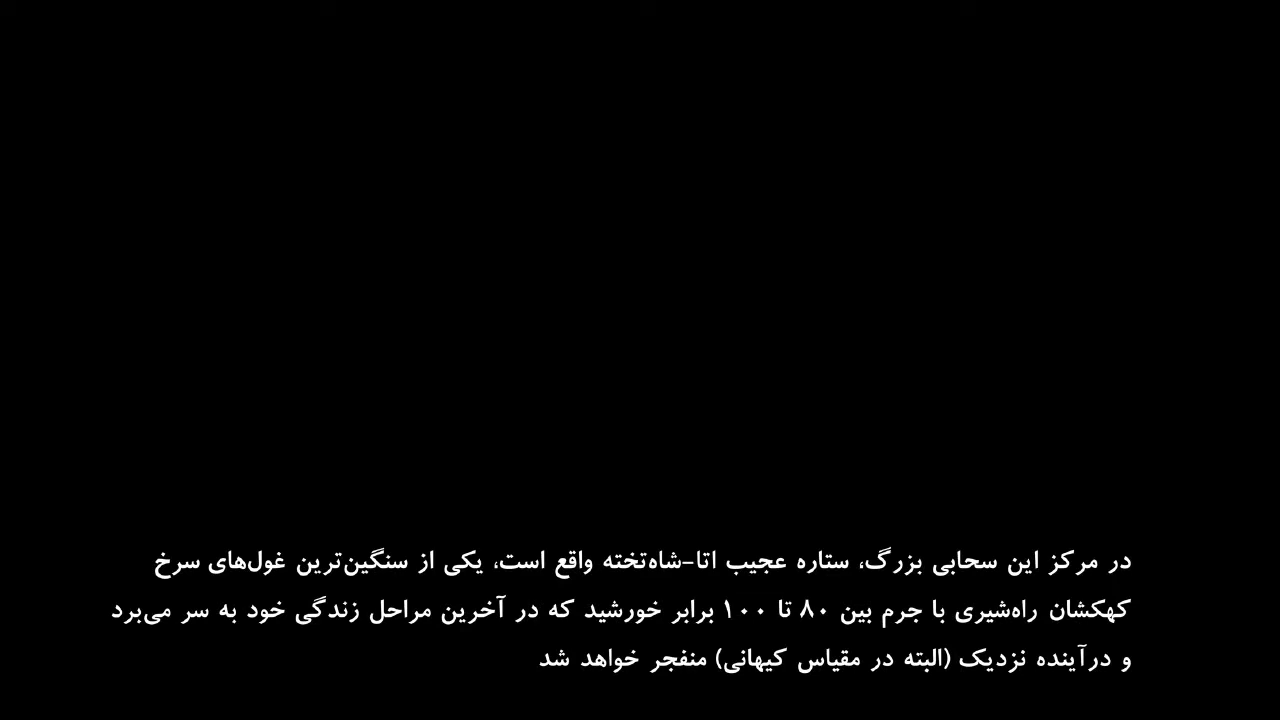 در مرکز این سحابی بزرگ، ستاره عجیب اتا-شاه‌تخته واقع است، یکی از سنگین‌ترین غول‌های سرخ
کهکشان راه‌شیری با جرم بین ۸۰ تا ۱۰۰ برابر خورشید که در آخرین مراحل زندگی خود به سر می‌برد
و درآینده نزدیک (البته در مقیاس کیهانی) منفجر خواهد شد